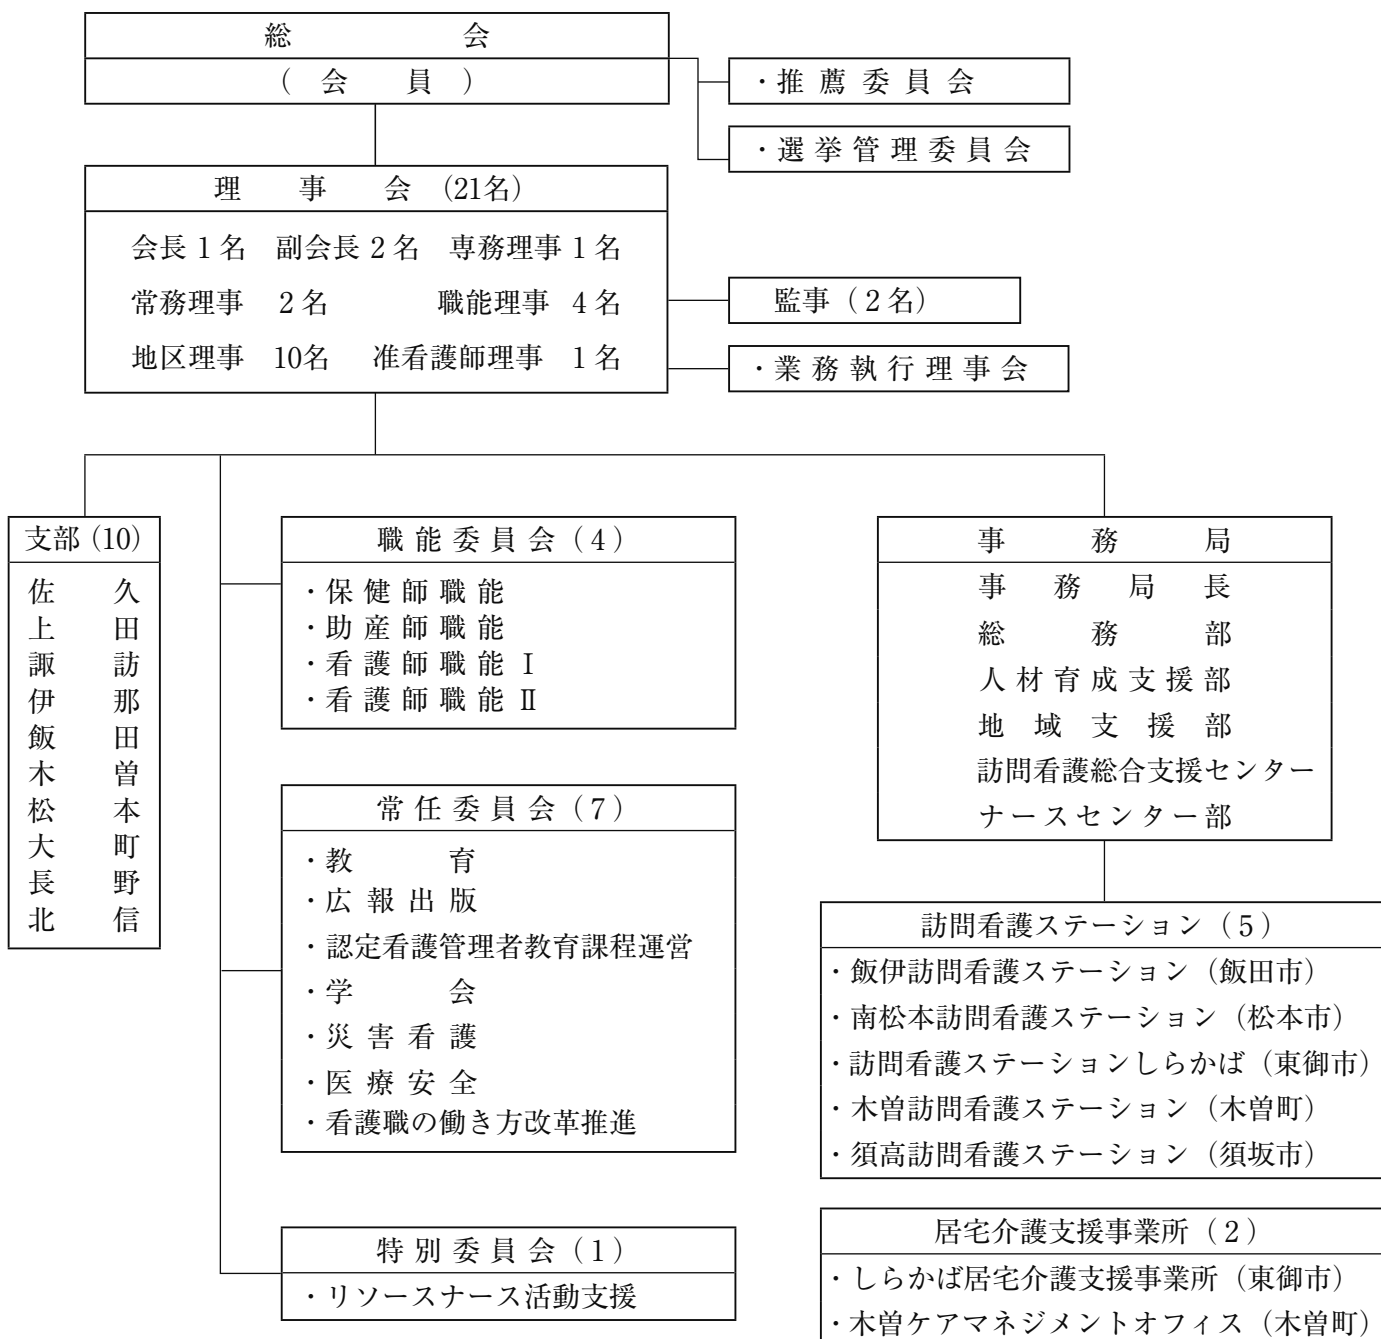 総会
(会員)
・推薦委員会
・選挙管理委員会
理事会 (21名)
会長1名 副会長2名 専務理事1名
常務理事 2名 職能理事 4名
地区理事 10名 准看護師理事 1名
監事(2名)
・業務執行理事会
支部(10)
佐久
上田
諏訪
伊那
飯田
木曽
松本
大町
長野
北信
職能委員会(4)
・保健師職能
・助産師職能
・看護師職能Ⅰ
・看護師職能Ⅱ
常任委員会(7)
・教育
・広報出版
・認定看護管理者教育課程運営
・学会
・災害看護
・医療安全
・看護職の働き方改革推進
特別委員会(1)
・リソースナース活動支援
事務局
事務局長
総務部
人材育成支援部
地域支援部
訪問看護総合支援センター
ナースセンター部
訪問看護ステーション(5)
・飯伊訪問看護ステーション(飯田市)
・南松本訪問看護ステーション(松本市)
・訪問看護ステーションしらかば(東御市)
・木曽訪問看護ステーション(木曽町)
・須高訪問看護ステーション(須坂市)
居宅介護支援事業所(2)
・しらかば居宅介護支援事業所(東御市)
・木曽ケアマネジメントオフィス(木曽町)